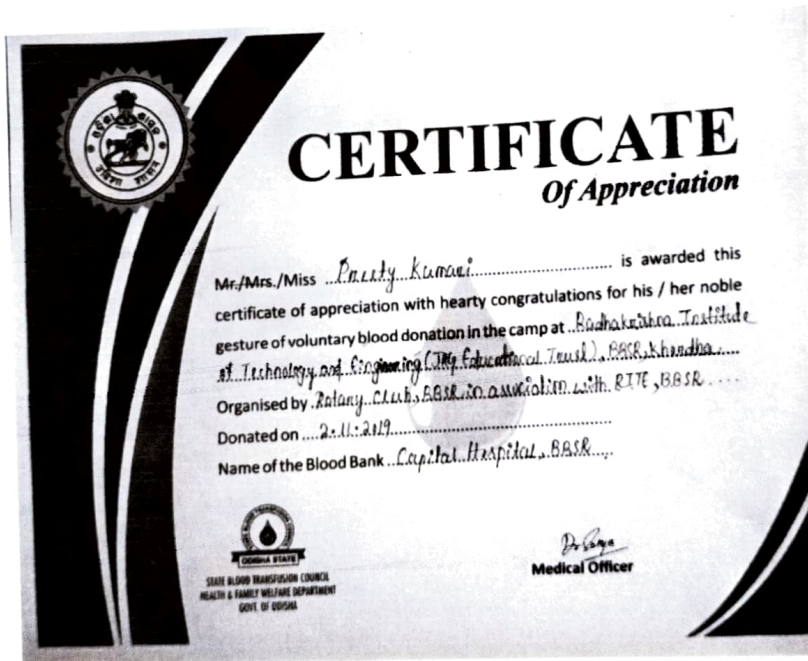 ଓଡ଼ିଶା ଶାସନ
CERTIFICATE
Of Appreciation
Mr./Mrs./Miss ...Preety Kumari.............................. is awarded this
certificate of appreciation with hearty congratulations for his / her noble
gesture of voluntary blood donation in the camp at ..Radhakrishna Institute
of Technology and Engineering ( Educational Trust), BBSR, Khordha....
Organised by .Rotary Club, BBSR in association with RITE, BBSR.....
Donated on ....2.11.2019...............................................
Name of the Blood Bank ..Capital Hospital, BBSR.....
ODISHA STATE
STATE BLOOD TRANSFUSION COUNCIL
HEALTH & FAMILY WELFARE DEPARTMENT
GOVT. OF ODISHA
Medical Officer